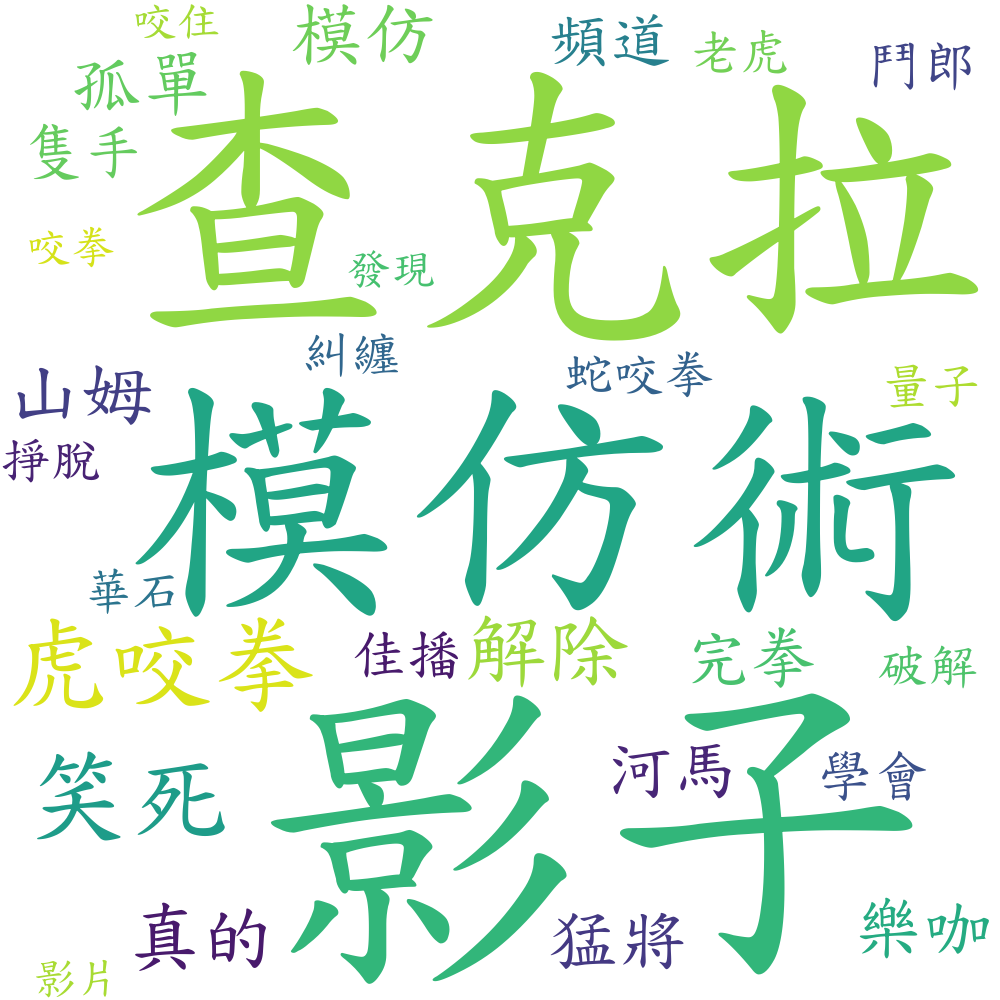 咬住
模仿
頻道
老虎
鬥郎
孤單
隻手
查克拉
咬拳
發現
糾纏
蛇咬拳
山姆
量子
掙脫
模仿術
華石
虎咬拳
佳播
解除
完拳
破解
影子
笑死
河馬
學會
真的
猛將
樂咖
影片